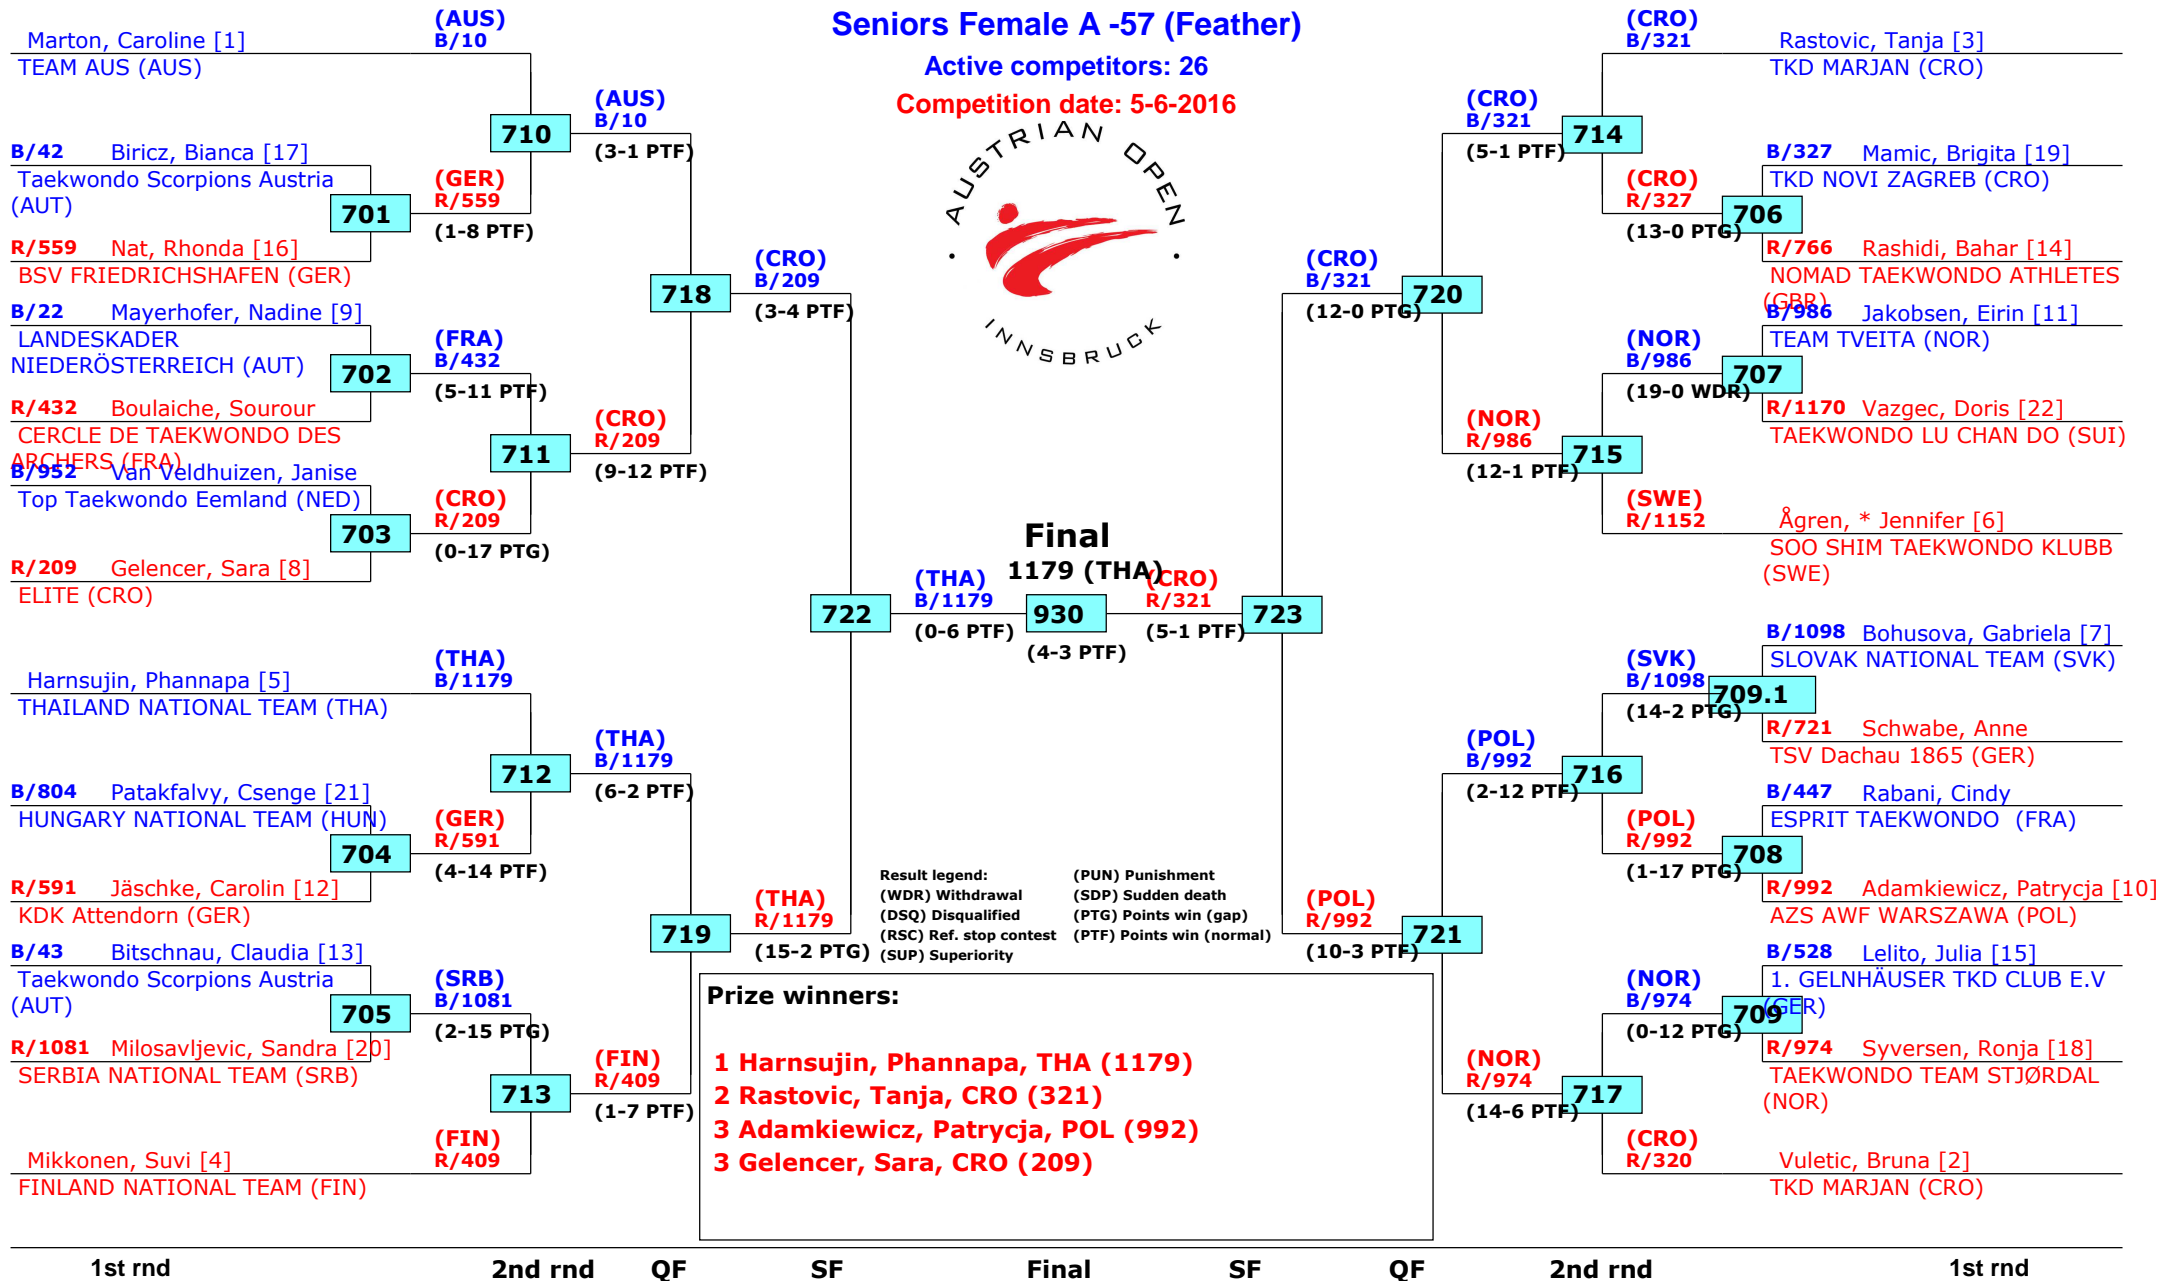 Seniors Female A -57 (Feather)
Active competitors: 26
Competition date: 5-6-2016
AUSTRIAN OPEN
INNSBRUCK
Marton, Caroline [1]
TEAM AUS (AUS)
(AUS)
B/10
B/42 Biricz, Bianca [17]
Taekwondo Scorpions Austria
(AUT)
701
R/559 Nat, Rhonda [16]
BSV FRIEDRICHSHAFEN (GER)
(GER)
R/559
(1-8 PTF)
710
(AUS)
B/10
(3-1 PTF)
B/22 Mayerhofer, Nadine [9]
LANDESKADER
NIEDERÖSTERREICH (AUT)
702
R/432 Boulaiche, Sourour
CERCLE DE TAEKWONDO DES
ARCHERS (FRA)
(FRA)
B/432
(5-11 PTF)
B/952 Van Veldhuizen, Janise
Top Taekwondo Eemland (NED)
703
R/209 Gelencer, Sara [8]
ELITE (CRO)
(CRO)
R/209
(0-17 PTG)
711
(CRO)
R/209
(9-12 PTF)
718
(CRO)
B/209
(3-4 PTF)
Harnsujin, Phannapa [5]
THAILAND NATIONAL TEAM (THA)
(THA)
B/1179
B/804 Patakfalvy, Csenge [21]
HUNGARY NATIONAL TEAM (HUN)
704
R/591 Jäschke, Carolin [12]
KDK Attendorn (GER)
(GER)
R/591
(4-14 PTF)
712
(THA)
B/1179
(6-2 PTF)
B/43 Bitschnau, Claudia [13]
Taekwondo Scorpions Austria
(AUT)
705
R/1081 Milosavljevic, Sandra [20]
SERBIA NATIONAL TEAM (SRB)
(SRB)
B/1081
(2-15 PTG)
Mikkonen, Suvi [4]
FINLAND NATIONAL TEAM (FIN)
(FIN)
R/409
713
(FIN)
R/409
(1-7 PTF)
719
(THA)
R/1179
(15-2 PTG)
722
(THA)
B/1179
(0-6 PTF)
Final
1179 (THA)
930
(4-3 PTF)
(CRO)
R/321
(5-1 PTF)
723
(CRO)
B/321
(12-0 PTG)
720
(CRO)
B/321
(5-1 PTF)
714
(CRO)
B/321
Rastovic, Tanja [3]
TKD MARJAN (CRO)
(CRO)
R/327
(13-0 PTG)
706
B/327 Mamic, Brigita [19]
TKD NOVI ZAGREB (CRO)
R/766 Rashidi, Bahar [14]
NOMAD TAEKWONDO ATHLETES
(GBR)
(NOR)
R/986
(12-1 PTF)
715
(NOR)
B/986
(19-0 WDR)
707
B/986 Jakobsen, Eirin [11]
TEAM TVEITA (NOR)
R/1170 Vazgec, Doris [22]
TAEKWONDO LU CHAN DO (SUI)
(SWE)
R/1152
Ågren, * Jennifer [6]
SOO SHIM TAEKWONDO KLUBB
(SWE)
(POL)
R/992
(10-3 PTF)
721
(POL)
B/992
(2-12 PTF)
716
(SVK)
B/1098
(14-2 PTG)
709.1
B/1098 Bohusova, Gabriela [7]
SLOVAK NATIONAL TEAM (SVK)
R/721 Schwabe, Anne
TSV Dachau 1865 (GER)
(POL)
R/992
(1-17 PTG)
708
B/447 Rabani, Cindy
ESPRIT TAEKWONDO (FRA)
R/992 Adamkiewicz, Patrycja [10]
AZS AWF WARSZAWA (POL)
(NOR)
R/974
(14-6 PTF)
717
(NOR)
B/974
(0-12 PTG)
709
B/528 Lelito, Julia [15]
1. GELNHÄUSER TKD CLUB E.V
(GER)
R/974 Syversen, Ronja [18]
TAEKWONDO TEAM STJØRDAL
(NOR)
(CRO)
R/320
Vuletic, Bruna [2]
TKD MARJAN (CRO)
Result legend:
(WDR) Withdrawal
(DSQ) Disqualified
(RSC) Ref. stop contest
(SUP) Superiority
(PUN) Punishment
(SDP) Sudden death
(PTG) Points win (gap)
(PTF) Points win (normal)
Prize winners:
1 Harnsujin, Phannapa, THA (1179)
2 Rastovic, Tanja, CRO (321)
3 Adamkiewicz, Patrycja, POL (992)
3 Gelencer, Sara, CRO (209)
1st rnd 2nd rnd QF SF Final SF QF 2nd rnd 1st rnd